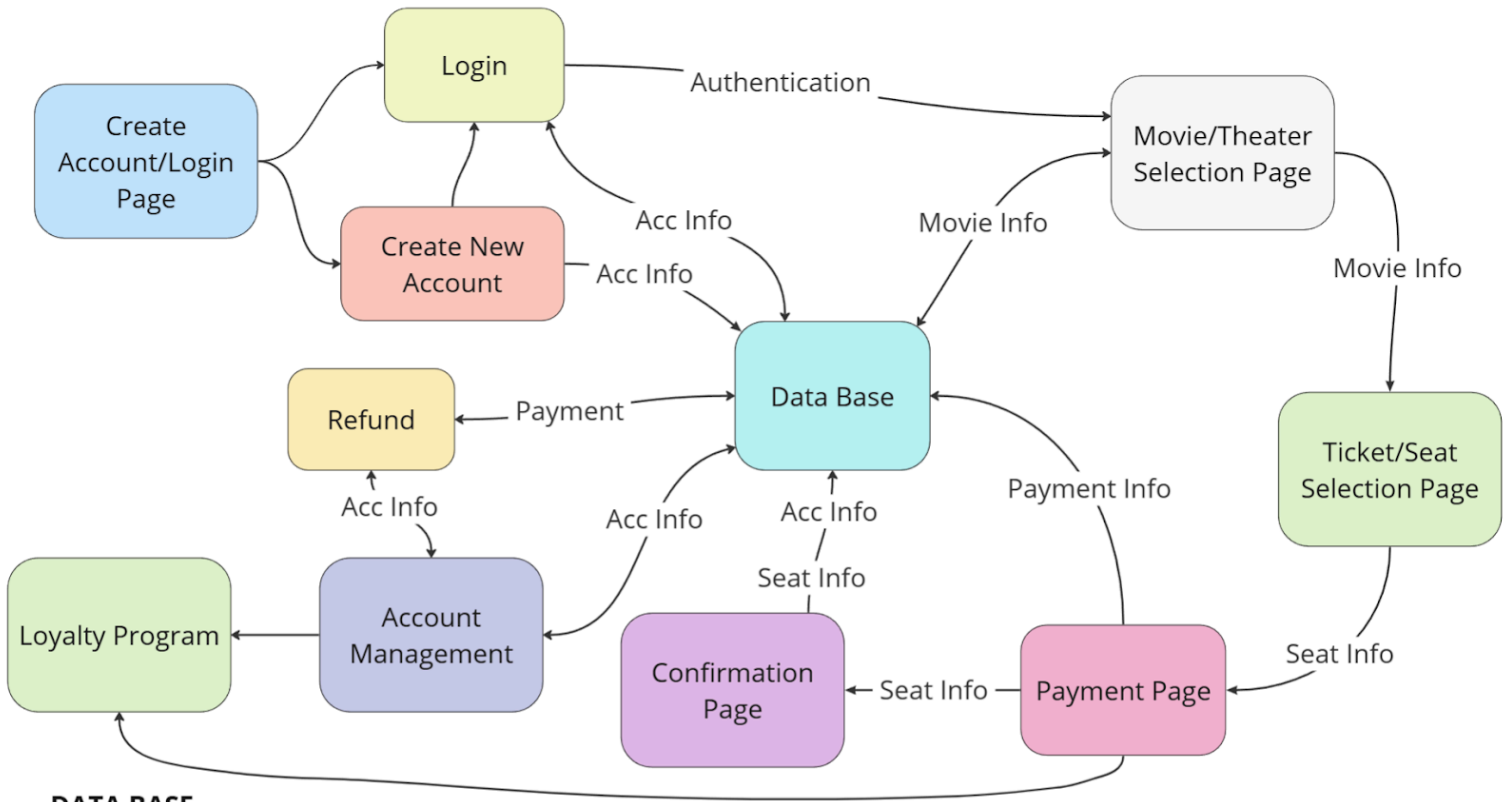 Login
Authentication
Create
Account/Login
Page
Movie/Theater
Selection Page
Acc Info
Movie Info
Create New
Account
Acc Info
Movie Info
Refund
Payment
Data Base
Ticket/Seat
Selection Page
Payment Info
Acc Info
Acc Info
Acc Info
Seat Info
Loyalty Program
Account
Management
Confirmation
Page
Seat Info
Payment Page
Seat Info
DATA BASE